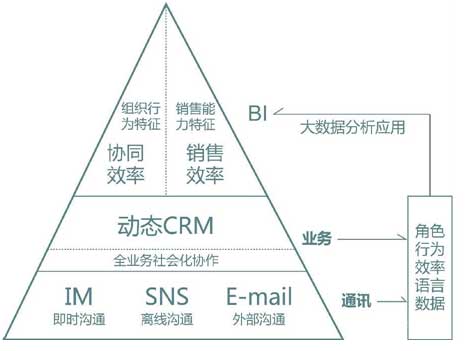 组织行
为特征
销售能
力特征
协同
效率
销售
效率
BI
大数据分析应用
动态CRM
业务
全业务社会化协作
角色
行为
效率
语言
数据
IM
SNS
E-mail
通讯
即时沟通
离线沟通
外部沟通